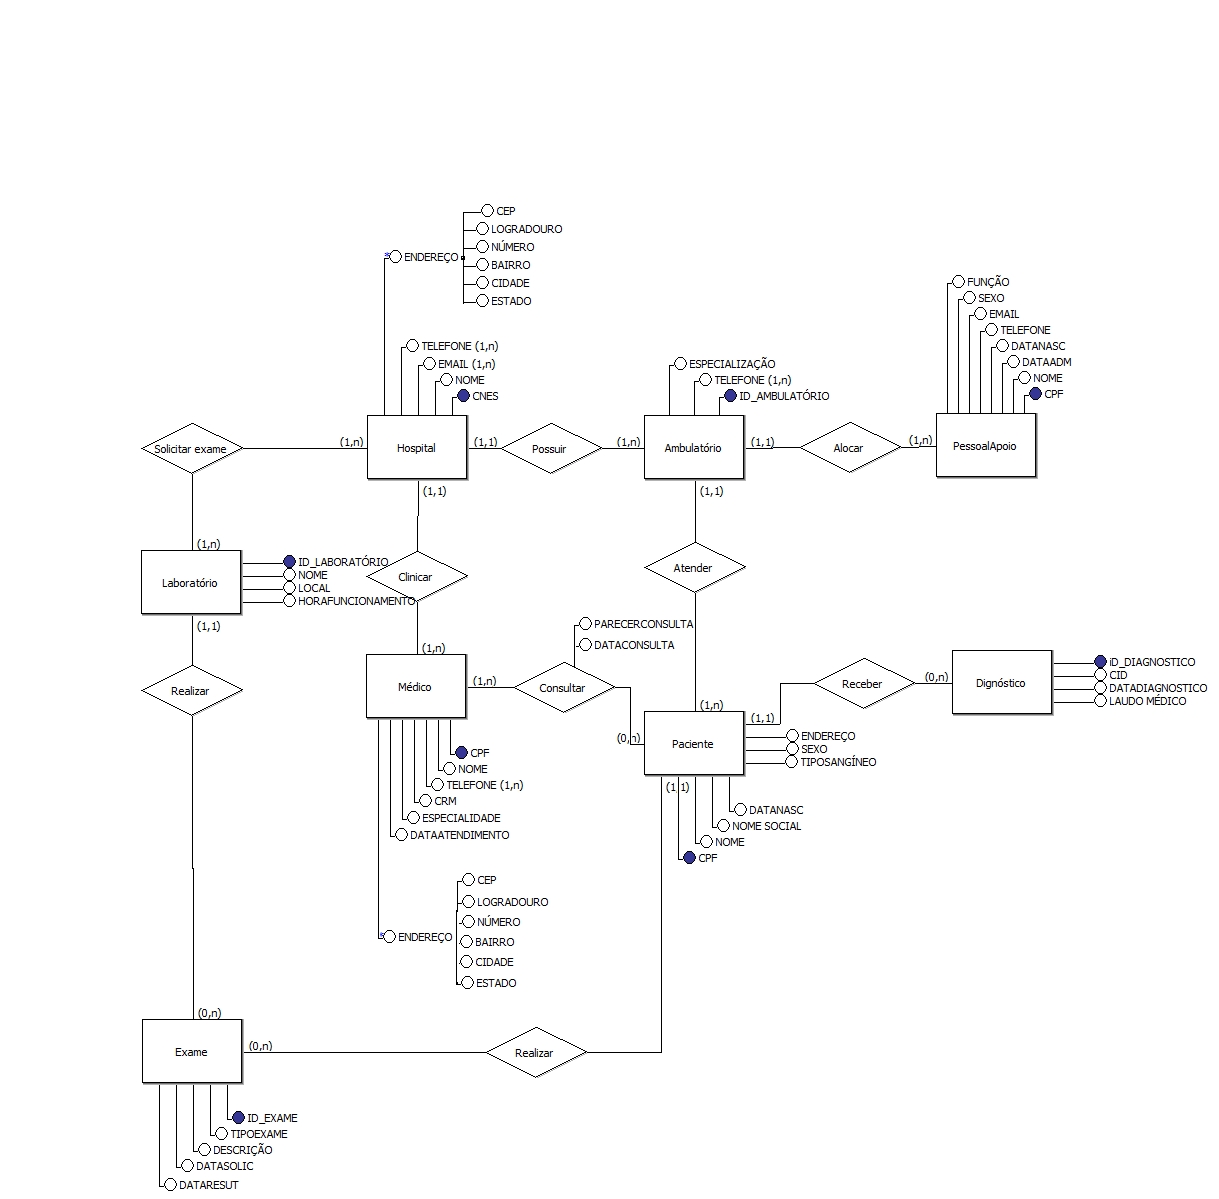 CEP
LOGRADOURO
NÚMERO
ENDEREÇO
BAIRRO
CIDADE
ESTADO
TELEFONE (1,n)
EMAIL (1,n)
NOME
CNES
ESPECIALIZAÇÃO
TELEFONE (1,n)
ID_AMBULATÓRIO
FUNÇÃO
SEXO
EMAIL
TELEFONE
DATANASC
DATAADM
NOME
CPF
Solicitar exame
(1,n)
Hospital
(1,1)
Possuir
(1,n)
Ambulatório
(1,1)
Alocar
(1,n)
PessoalApoio
(1,1)
(1,1)
(1,n)
Laboratório
ID_LABORATÓRIO
NOME
LOCAL
HORAFUNCIONAMENTO
Clinicar
Atender
(1,1)
(1,n)
PARECERCONSULTA
DATACONSULTA
Realizar
Médico
(1,n)
Consultar
(0,n)
(1,n)
Paciente
(1,1)
Receber
(0,n)
Dignóstico
iD_DIAGNOSTICO
CID
DATADIAGNOSTICO
LAUDO MÉDICO
ENDEREÇO
SEXO
TIPOSANGÍNEO
(1,1)
DATANASC
NOME SOCIAL
NOME
CPF
CPF
NOME
TELEFONE (1,n)
CRM
ESPECIALIDADE
DATAATENDIMENTO
CEP
LOGRADOURO
NÚMERO
ENDEREÇO
BAIRRO
CIDADE
ESTADO
(0,n)
Exame
(0,n)
Realizar
ID_EXAME
TIPOEXAME
DESCRIÇÃO
DATASOLIC
DATARESUT